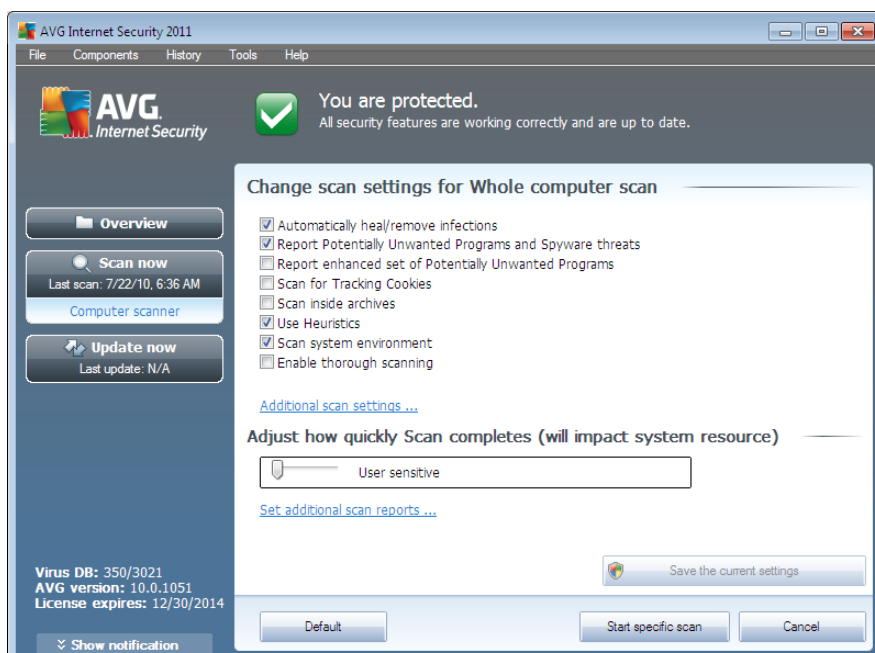 AVG Internet Security 2011
File Components History Tools Help
AVG.
Internet Security
You are protected.
All security features are working correctly and are up to date.
Overview
Scan now
Last scan: 7/22/10, 6:36 AM
Computer scanner
Update now
Last update: N/A
Virus DB: 350/3021
AVG version: 10.0.1051
License expires: 12/30/2014
Show notification
Change scan settings for Whole computer scan
Automatically heal/remove infections
Report Potentially Unwanted Programs and Spyware threats
Report enhanced set of Potentially Unwanted Programs
Scan for Tracking Cookies
Scan inside archives
Use Heuristics
Scan system environment
Enable thorough scanning
Additional scan settings ...
Adjust how quickly Scan completes (will impact system resource)
User sensitive
Set additional scan reports ...
Save the current settings
Default Start specific scan Cancel